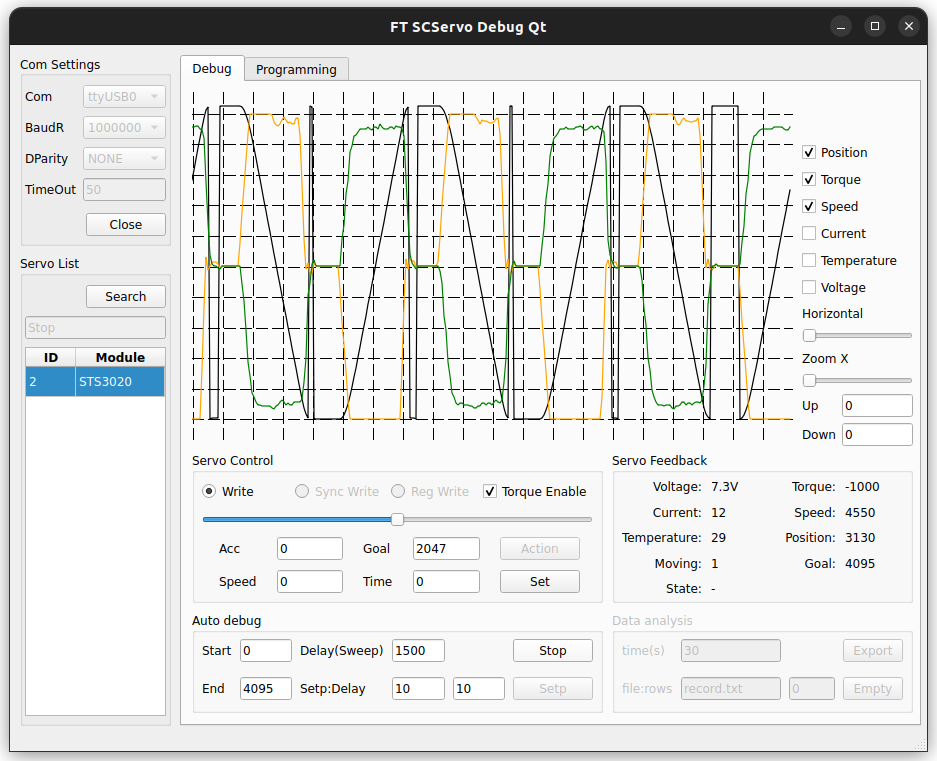 FT SCServo Debug Qt
Com Settings
Com ttyUSB0
BaudR 1000000
DParity NONE
TimeOut 50
Close
Servo List
Search
Stop
ID Module
2 STS3020
Debug Programming
Position
Torque
Speed
Current
Temperature
Voltage
Horizontal
Zoom X
Up 0
Down 0
Servo Control
Write Sync Write Reg Write Torque Enable
Acc 0 Goal 2047 Action
Speed 0 Time 0 Set
Servo Feedback
Voltage: 7.3V Torque: -1000
Current: 12 Speed: 4550
Temperature: 29 Position: 3130
Moving: 1 Goal: 4095
State: -
Auto debug
Start 0 Delay(Sweep) 1500 Stop
End 4095 Setp:Delay 10 10 Setp
Data analysis
time(s) 30 Export
file:rows record.txt 0 Empty